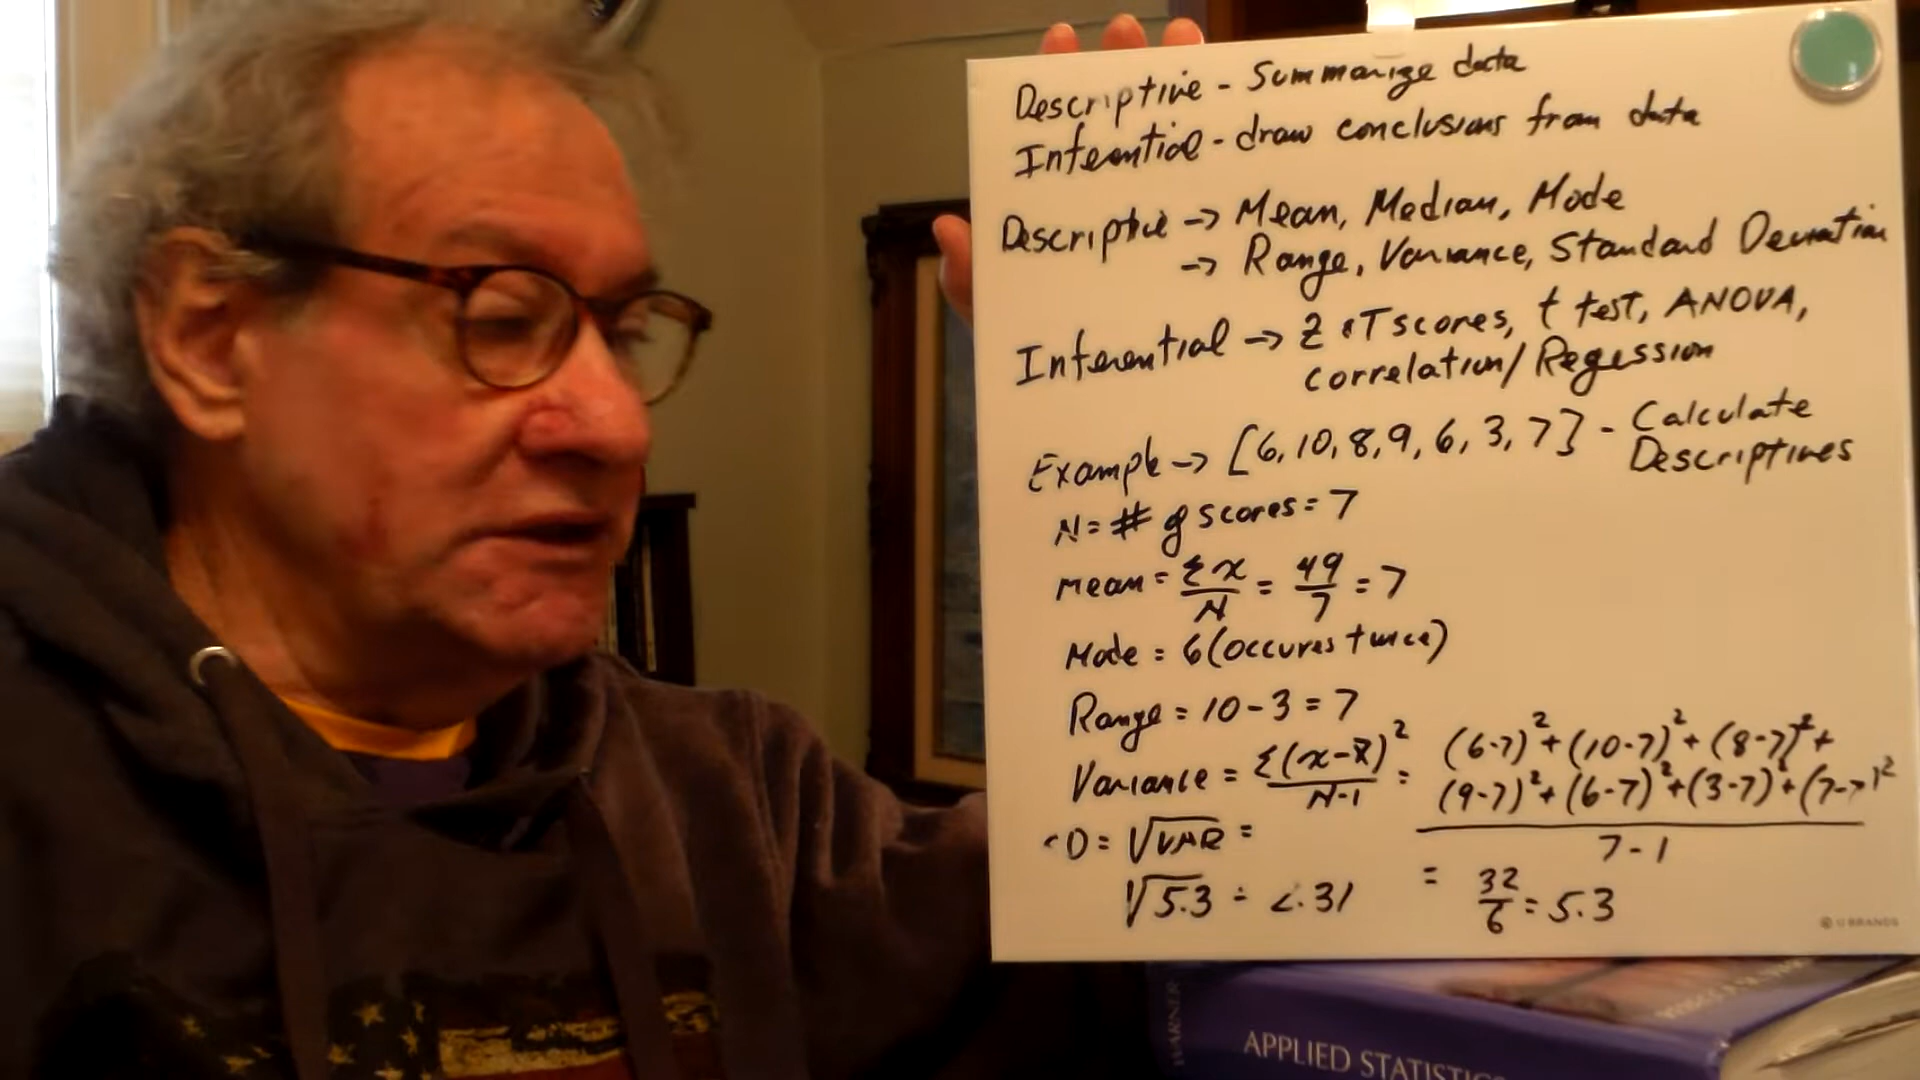 Descriptive - Summarize data
Inferential - draw conclusions from data
Descriptive -> Mean, Median, Mode
-> Range, Variance, Standard Deviation
Inferential -> Z & T scores, t test, ANOVA,
correlation/Regression
Example -> [6, 10, 8, 9, 6, 3, 7] - Calculate
Descriptives
N = # of scores = 7
mean = Σx/N = 49/7 = 7
Mode = 6 (occures twice)
Range = 10 - 3 = 7
Variance = Σ(x-x̄)²/N-1 = (6-7)² + (10-7)² + (8-7)² +
(9-7)² + (6-7)² + (3-7)² + (7-7)²
7 - 1
= 32/6 = 5.3
D = √VAR =
√5.3 = 2.31
© U BRANDS
WARNER
APPLIED STATISTICS